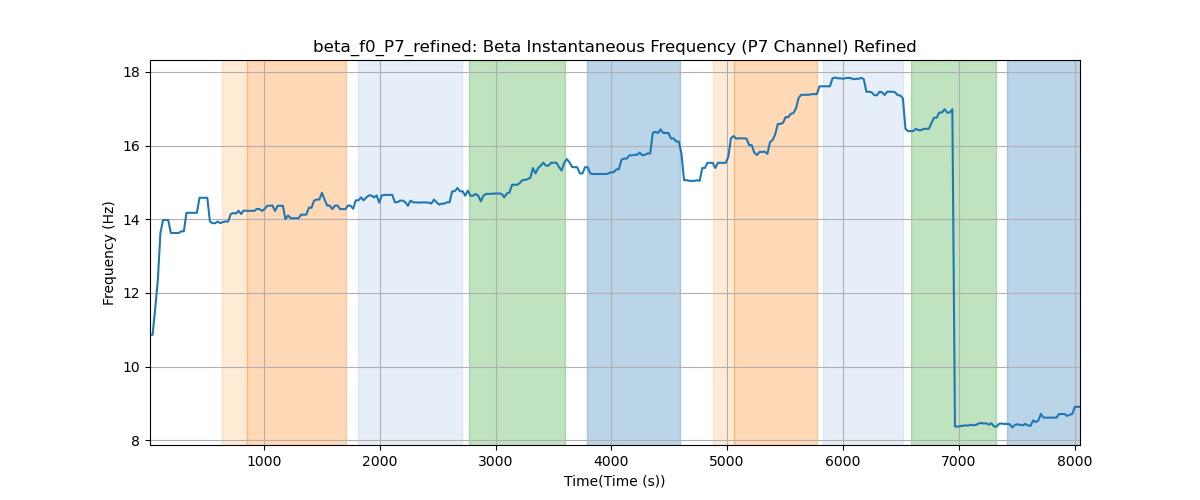 beta_f0_P7_refined: Beta Instantaneous Frequency (P7 Channel) Refined
Frequency (Hz)
18
16
14
12
10
8
1000 2000 3000 4000 5000 6000 7000 8000
Time(Time (s))